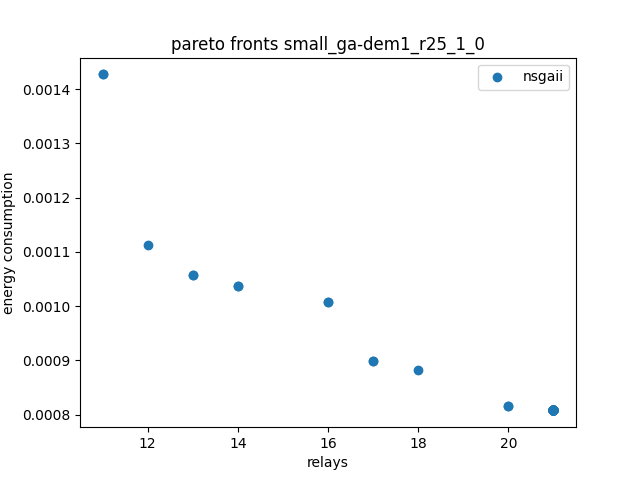 pareto fronts small_ga-dem1_r25_1_0
nsgaii
0.0014
0.0013
0.0012
0.0011
0.0010
0.0009
0.0008
energy consumption
12 14 16 18 20
relays